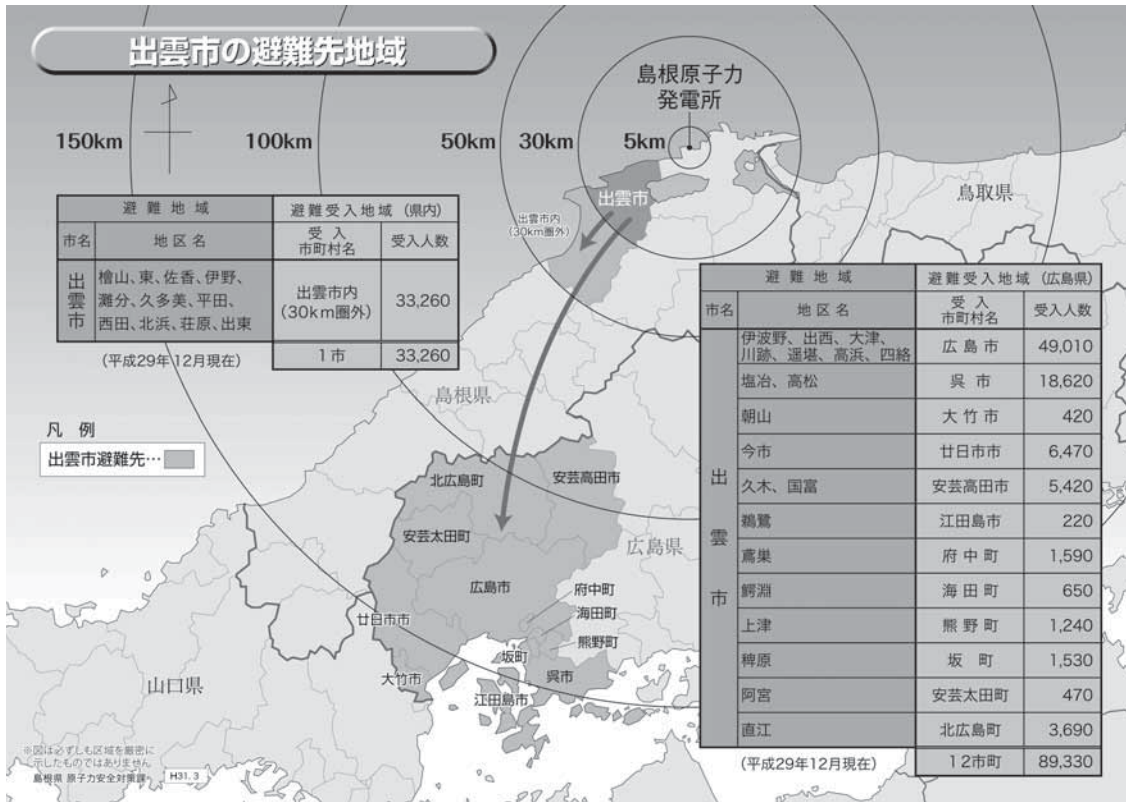 出雲市の避難先地域
島根原子力
発電所
150km
100km
50km
30km
5km
鳥取県
出雲市
出雲市内
(30km圏外)
避難地域
避難受入地域(県内)
市名
地区名
受入
市町村名
受入人数
出雲市
檜山、東、佐香、伊野、
灘分、久多美、平田、
西田、北浜、荘原、出東
出雲市内
(30km圏外)
33,260
(平成29年12月現在)
1市
33,260
島根県
凡例
出雲市避難先…
避難地域
避難受入地域(広島県)
市名
地区名
受入
市町村名
受入人数
出雲市
伊波野、出西、大津、
川跡、遥堪、高浜、四絡
広島市
49,010
塩冶、高松
呉市
18,620
朝山
大竹市
420
今市
廿日市市
6,470
久木、国富
安芸高田市
5,420
鵜鷺
江田島市
220
鳶巣
府中町
1,590
鰐淵
海田町
650
上津
熊野町
1,240
稗原
坂町
1,530
阿宮
安芸太田町
470
直江
北広島町
3,690
(平成29年12月現在)
12市町
89,330
北広島町
安芸高田市
安芸太田町
広島県
広島市
府中町
海田町
廿日市市
熊野町
坂町
呉市
大竹市
江田島市
山口県
※図は必ずしも区域を厳密に
示したものではありません
島根県 原子力安全対策課
H31.3